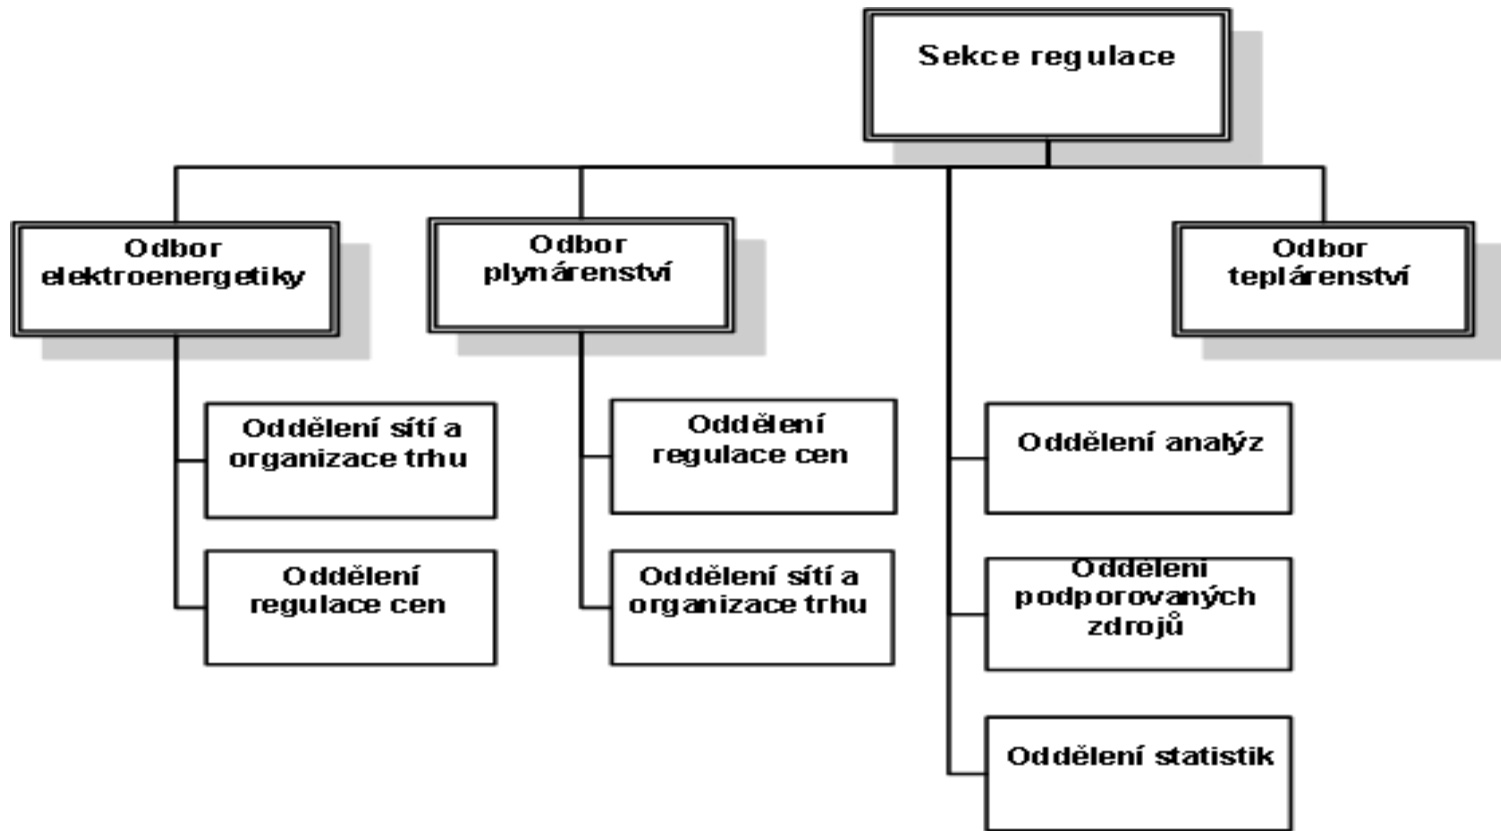 Sekce regulace
Odbor
elektroenergetiky
Odbor
plynárenství
Odbor
teplárenství
Oddělení sítí a
organizace trhu
Oddělení
regulace cen
Oddělení
regulace cen
Oddělení sítí a
organizace trhu
Oddělení analýz
Oddělení
podporovaných
zdrojů
Oddělení statistik